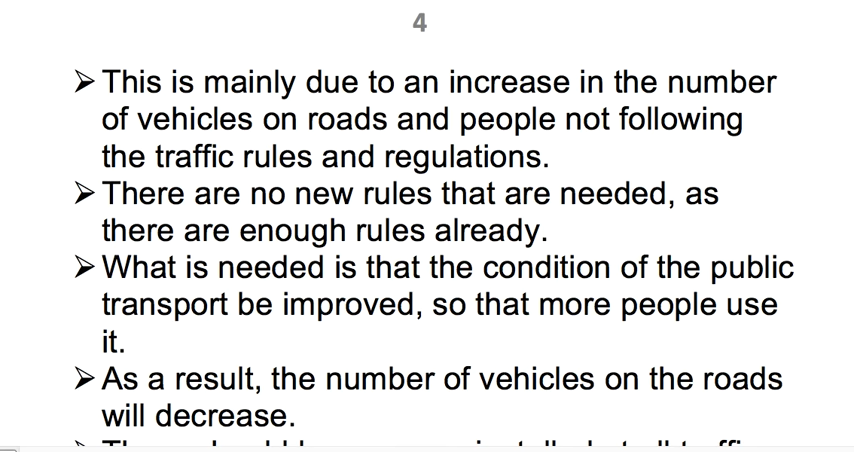 4
➢ This is mainly due to an increase in the number
of vehicles on roads and people not following
the traffic rules and regulations.
➢ There are no new rules that are needed, as
there are enough rules already.
➢ What is needed is that the condition of the public
transport be improved, so that more people use
it.
➢ As a result, the number of vehicles on the roads
will decrease.